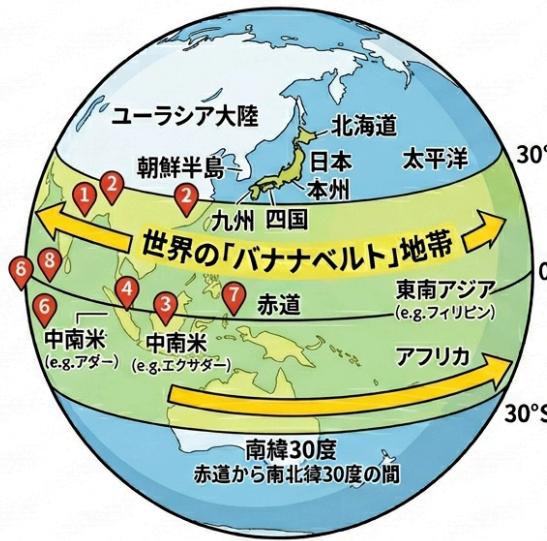 ユーラシア大陸
北海道
朝鮮半島
日本
太平洋
30°
本州
1
2
2
九州
四国
世界の「バナナベルト」地帯
6
8
0
4
3
7
赤道
東南アジア
(e.g.フィリピン)
6
中南米
(e.g.アダー)
中南米
(e.g.エクサダー)
アフリカ
30°S
南緯30度
赤道から南北緯30度の間